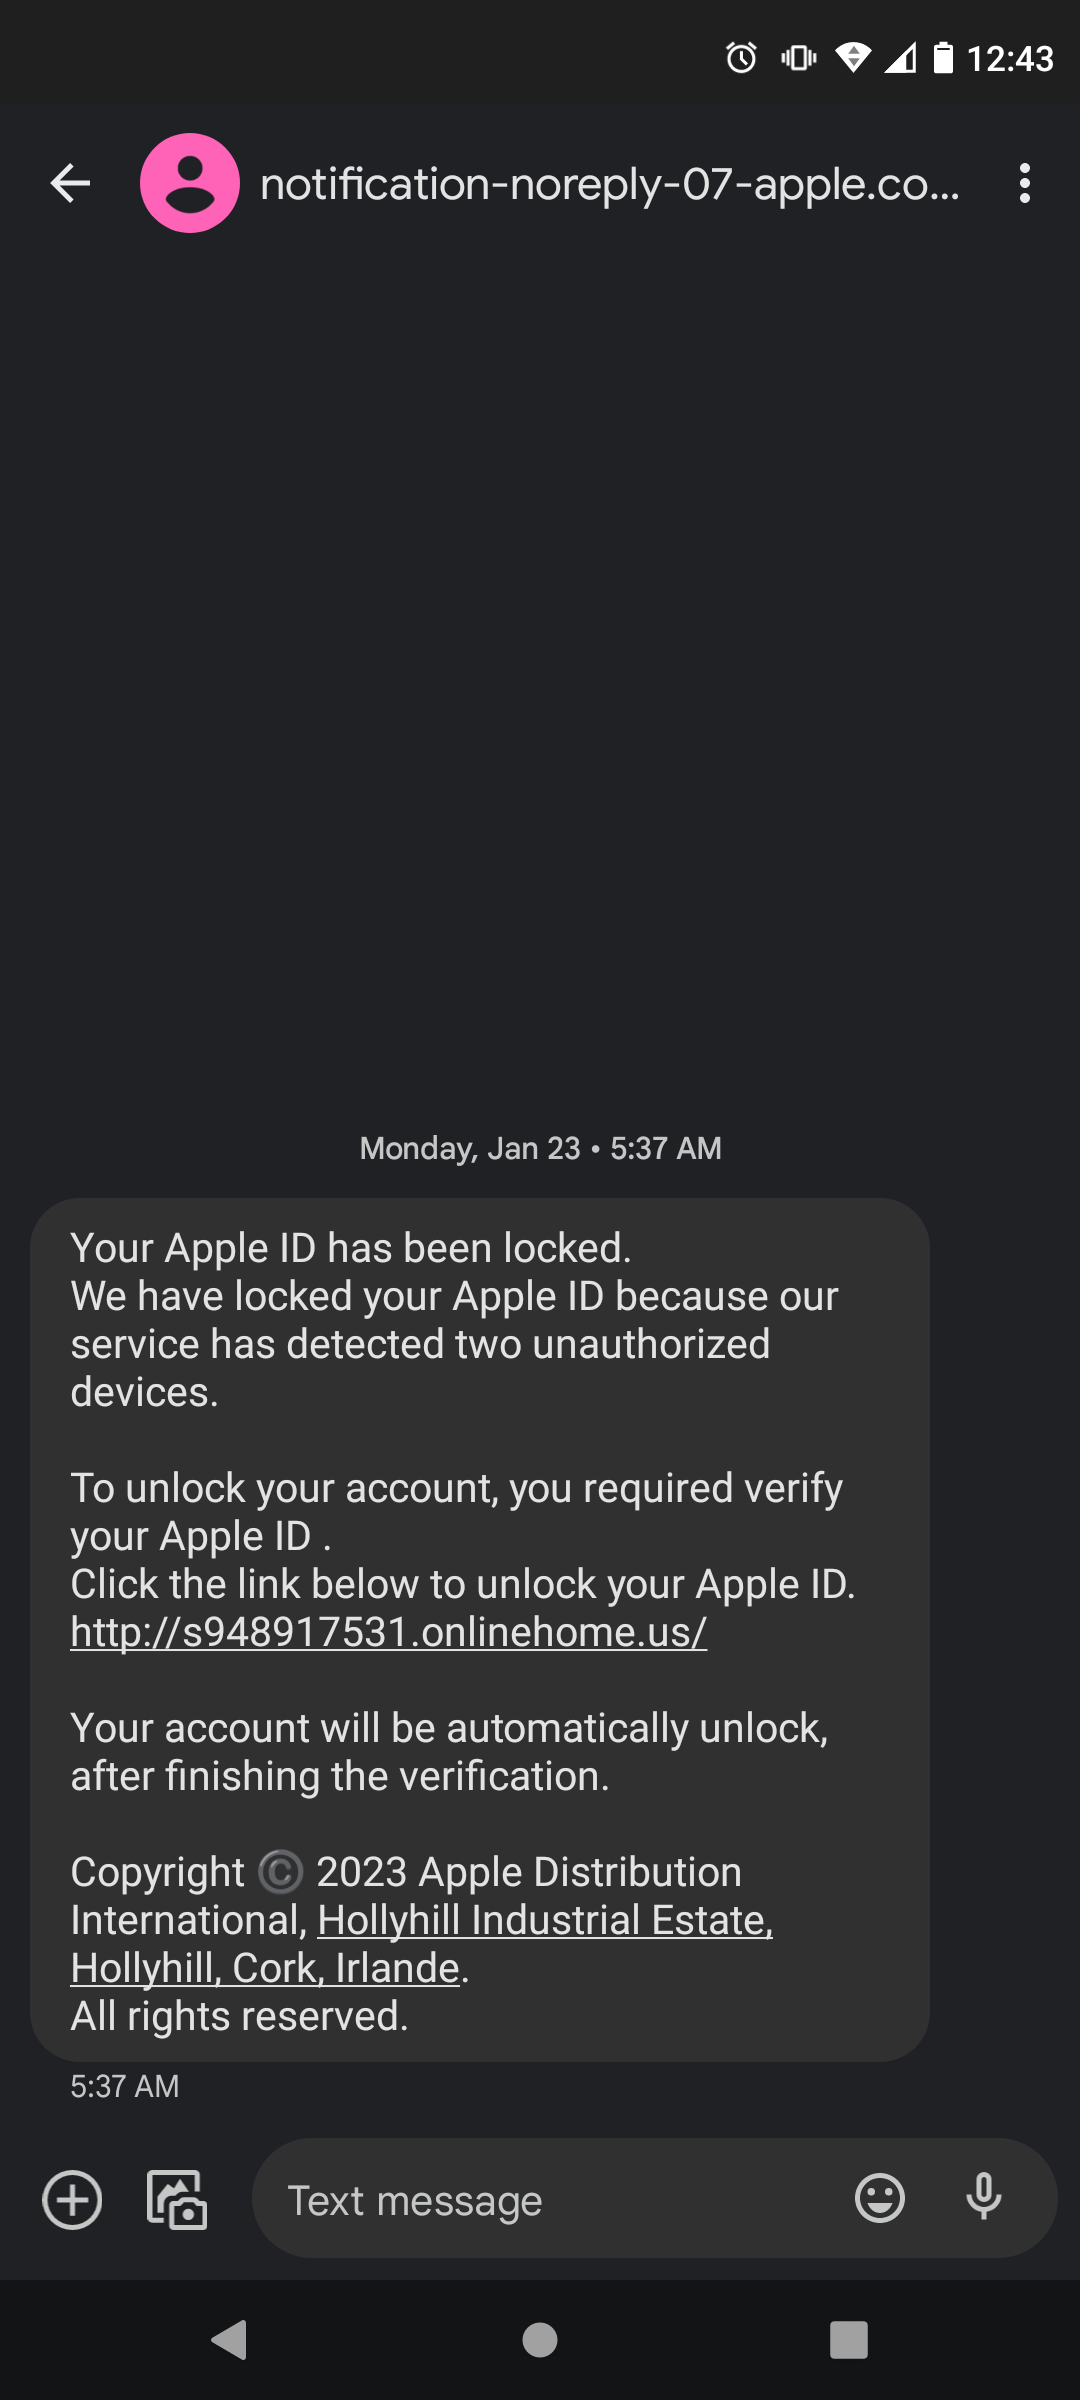 12:43
notification-noreply-07-apple.co...
Monday, Jan 23 • 5:37 AM
Your Apple ID has been locked.
We have locked your Apple ID because our
service has detected two unauthorized
devices.
To unlock your account, you required verify
your Apple ID .
Click the link below to unlock your Apple ID.
http://s948917531.onlinehome.us/
Your account will be automatically unlock,
after finishing the verification.
Copyright © 2023 Apple Distribution
International, Hollyhill Industrial Estate,
Hollyhill, Cork, Irlande.
All rights reserved.
5:37 AM
Text message